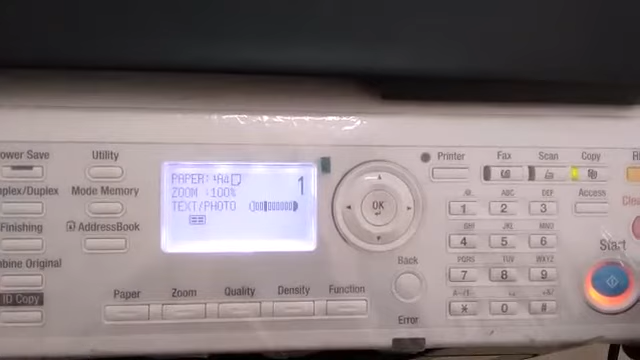 ower Save
Utility
uplex/Duplex
Mode Memory
Finishing
AddressBook
mbine Original
ID Copy
PAPER: A4
ZOOM :100%
TEXT/PHOTO
1
Paper
Zoom
Quality
Density
Function
OK
Back
Error
Printer
Fax
Scan
Copy
Access
ABC
DEF
1
2
3
GHI
JKL
MNO
4
5
6
PQRS
TUV
WXYZ
7
8
9
*
0
#
Start